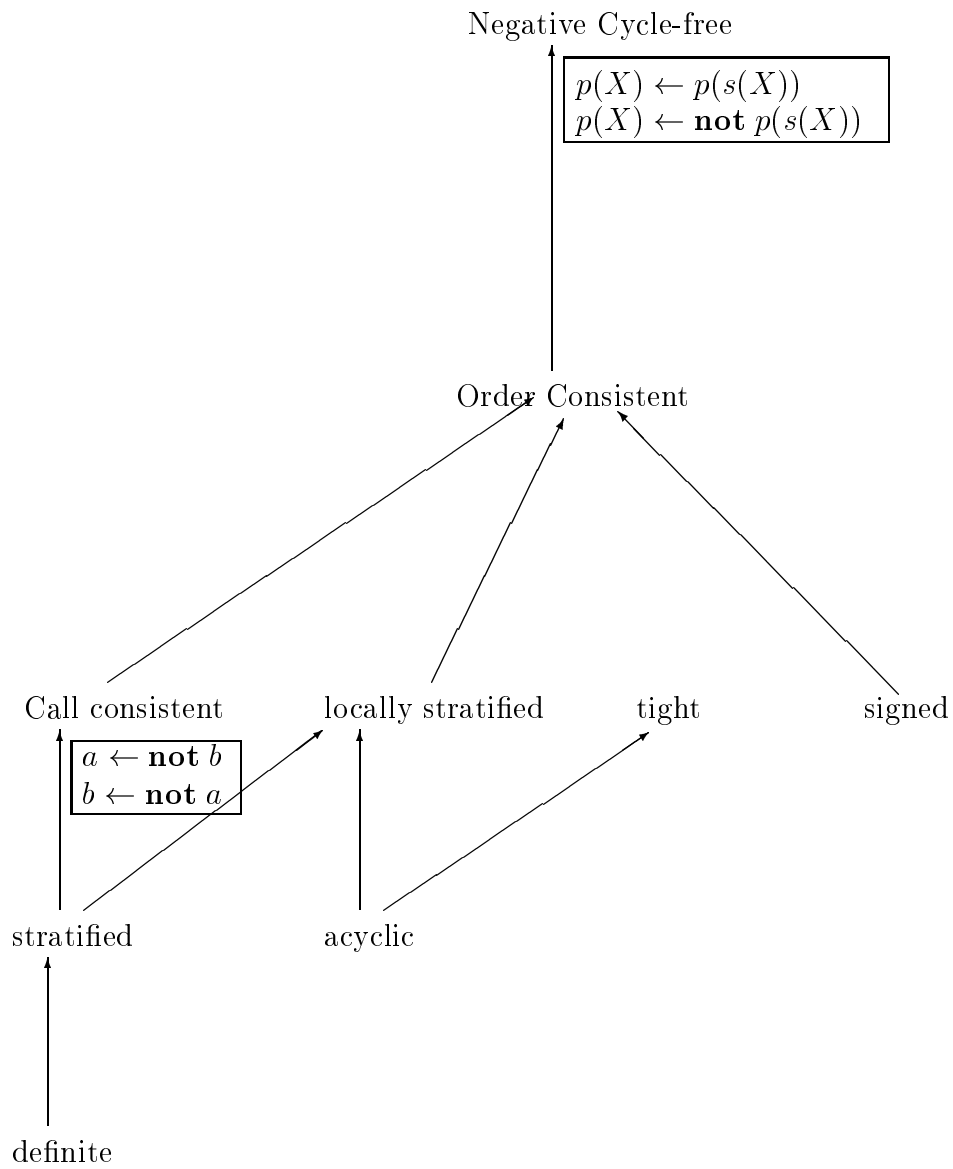 Negative Cycle-free
p(X) ← p(s(X))
p(X) ← not p(s(X))
Order Consistent
Call consistent
locally stratified
tight
signed
a ← not b
b ← not a
stratified
acyclic
definite